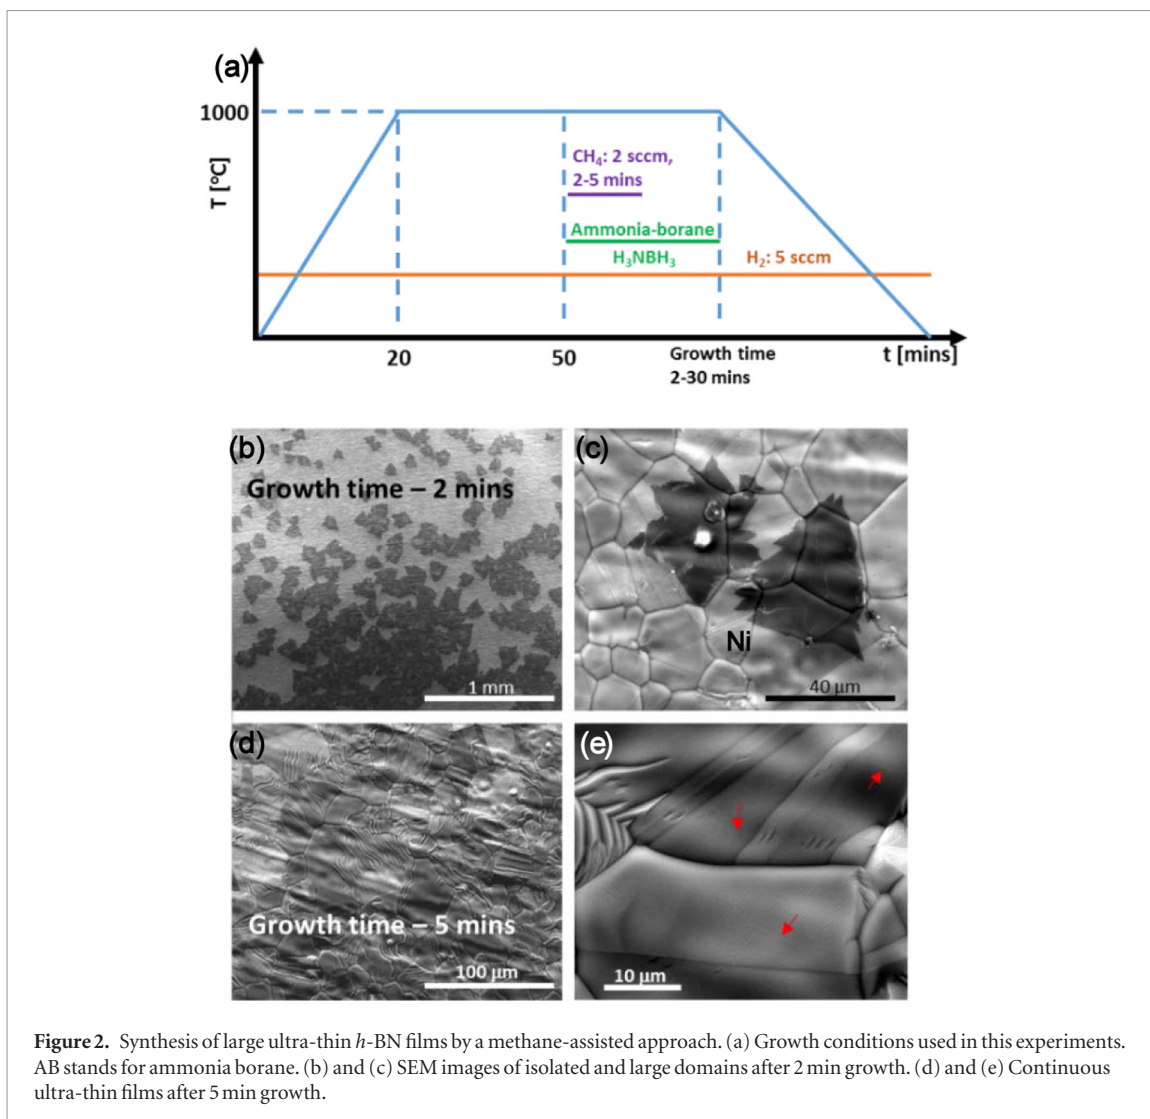 (a)
1000
T [°C]
CH₄: 2 sccm,
2-5 mins
Ammonia-borane
H₃NBH₃
H₂: 5 sccm
20
50
Growth time
2-30 mins
t [mins]
(b)
Growth time – 2 mins
1 mm
(c)
Ni
40 μm
(d)
Growth time – 5 mins
100 μm
(e)
10 μm
Figure 2. Synthesis of large ultra-thin h-BN films by a methane-assisted approach. (a) Growth conditions used in this experiments.
AB stands for ammonia borane. (b) and (c) SEM images of isolated and large domains after 2 min growth. (d) and (e) Continuous
ultra-thin films after 5 min growth.